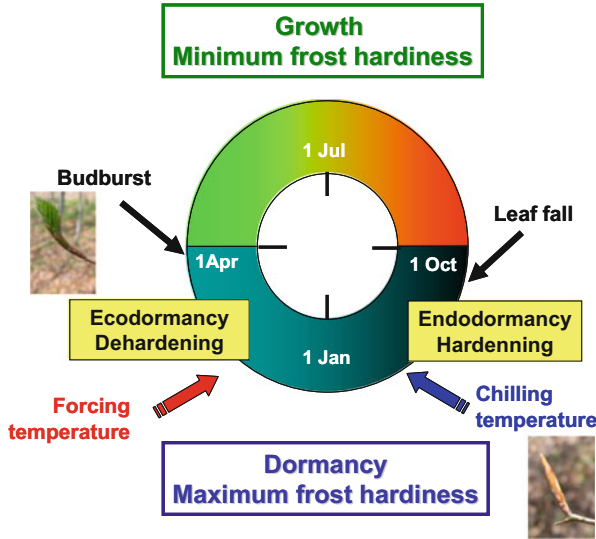 Growth
Minimum frost hardiness
1 Jul
Budburst
Leaf fall
1Apr
1 Oct
Ecodormancy
Dehardening
Endodormancy
Hardenning
1 Jan
Forcing
temperature
Chilling
temperature
Dormancy
Maximum frost hardiness